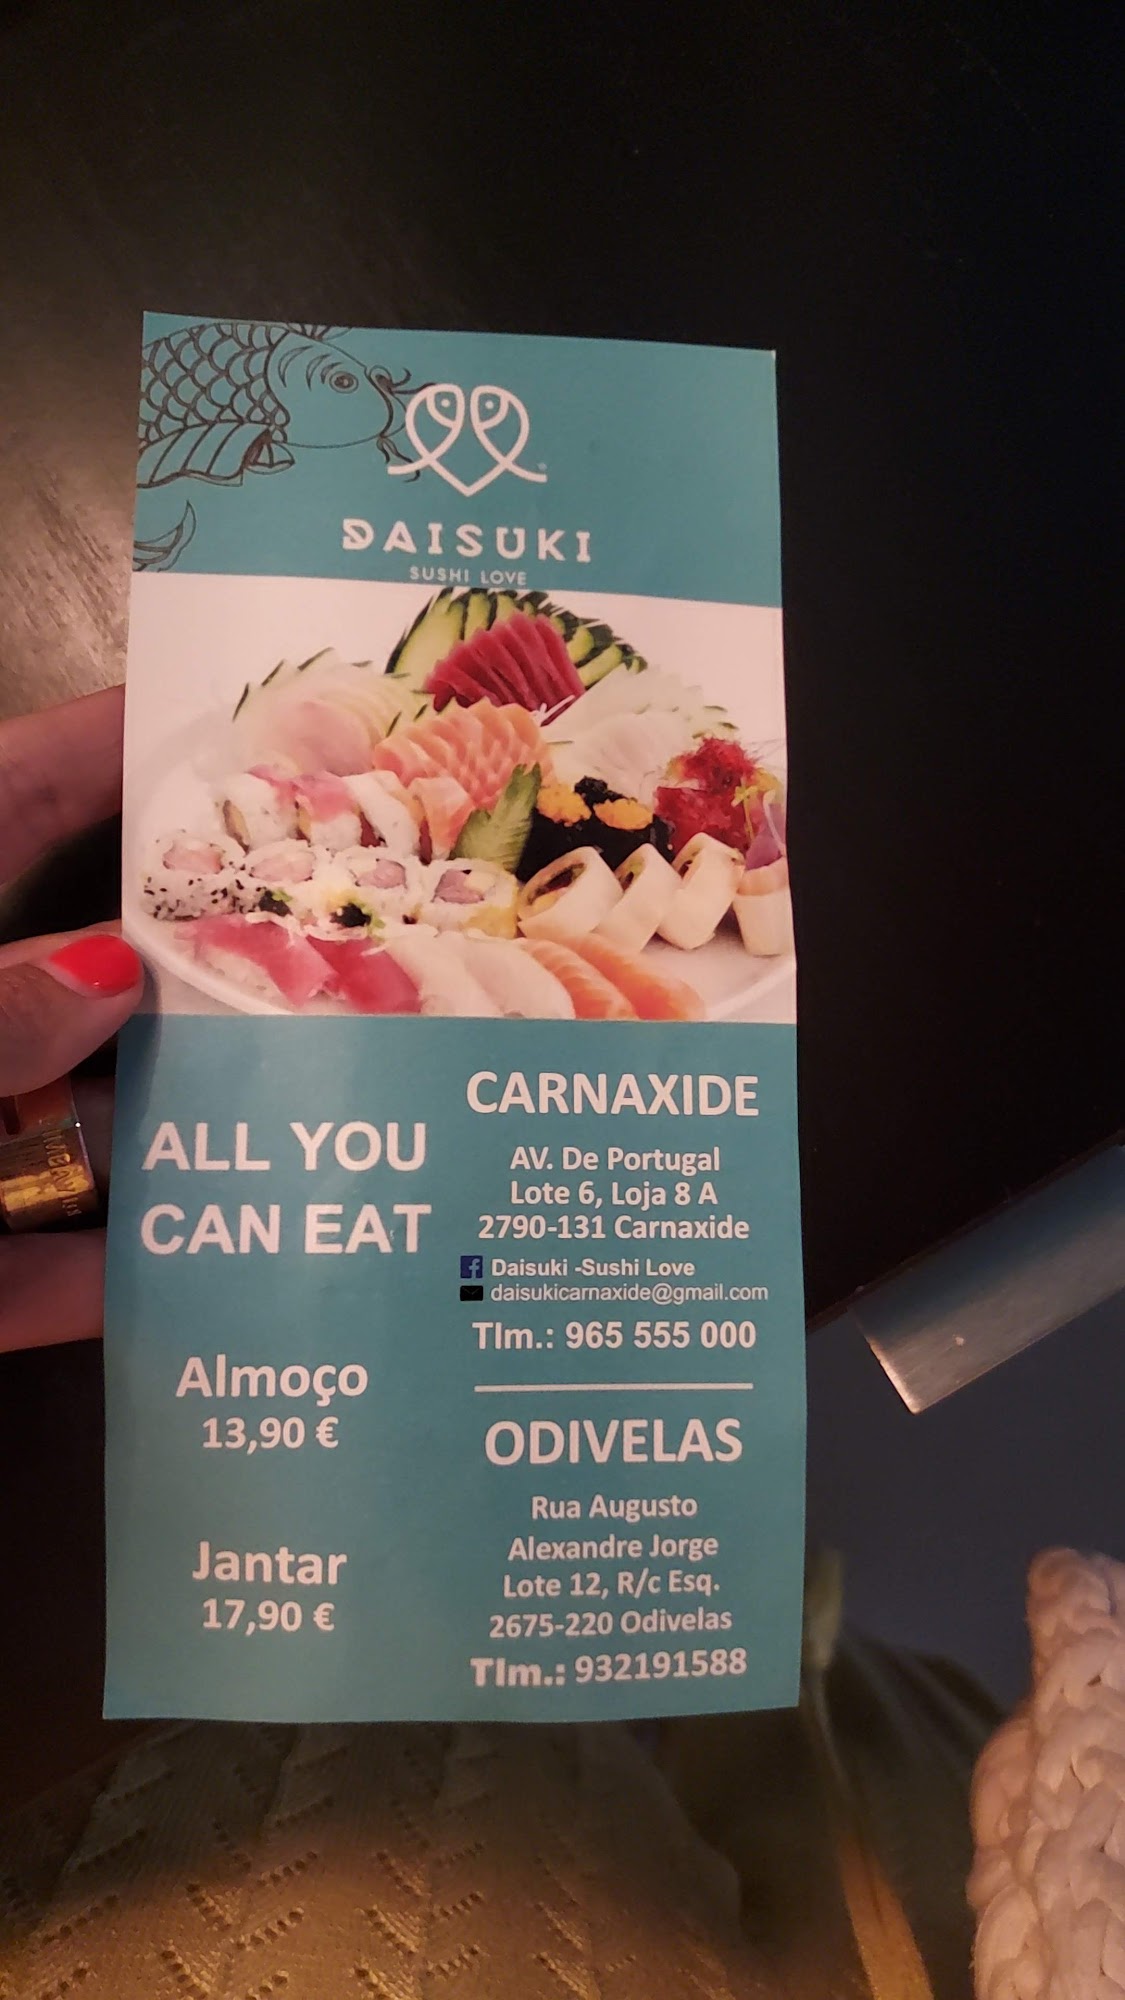 DAISUKI
SUSHI LOVE
ALL YOU
CAN EAT
Almoço
13,90 €
Jantar
17,90 €
CARNAXIDE
AV. De Portugal
Lote 6, Loja 8 A
2790-131 Carnaxide
f Daisuki -Sushi Love
daisukicarnaxide@gmail.com
Tlm.: 965 555 000
ODIVELAS
Rua Augusto
Alexandre Jorge
Lote 12, R/c Esq.
2675-220 Odivelas
Tlm.: 932191588